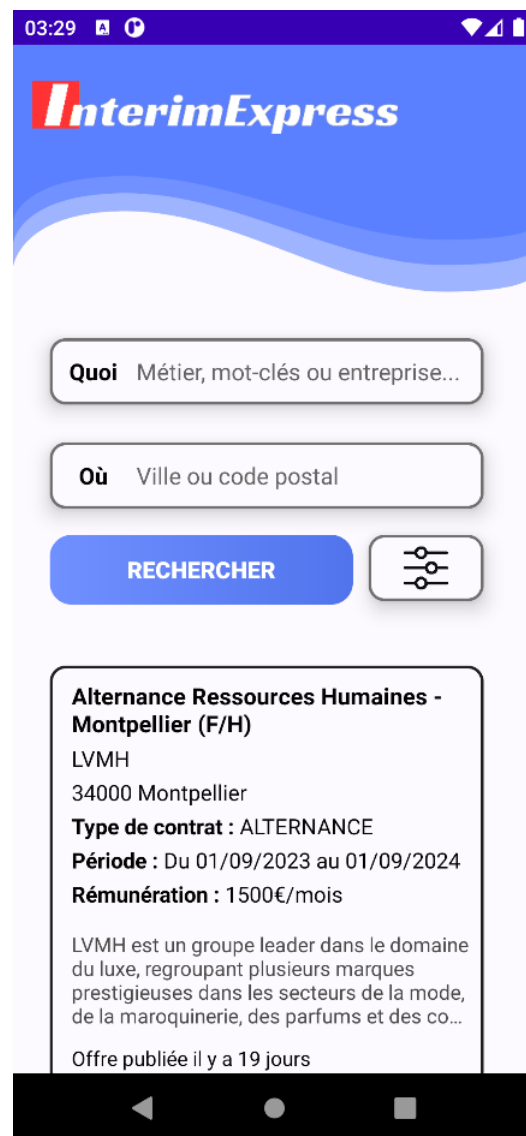 03:29
InterimExpress
Quoi Métier, mot-clés ou entreprise...
Où Ville ou code postal
RECHERCHER
Alternance Ressources Humaines -
Montpellier (F/H)
LVMH
34000 Montpellier
Type de contrat : ALTERNANCE
Période : Du 01/09/2023 au 01/09/2024
Rémunération : 1500€/mois
LVMH est un groupe leader dans le domaine
du luxe, regroupant plusieurs marques
prestigieuses dans les secteurs de la mode,
de la maroquinerie, des parfums et des co...
Offre publiée il y a 19 jours